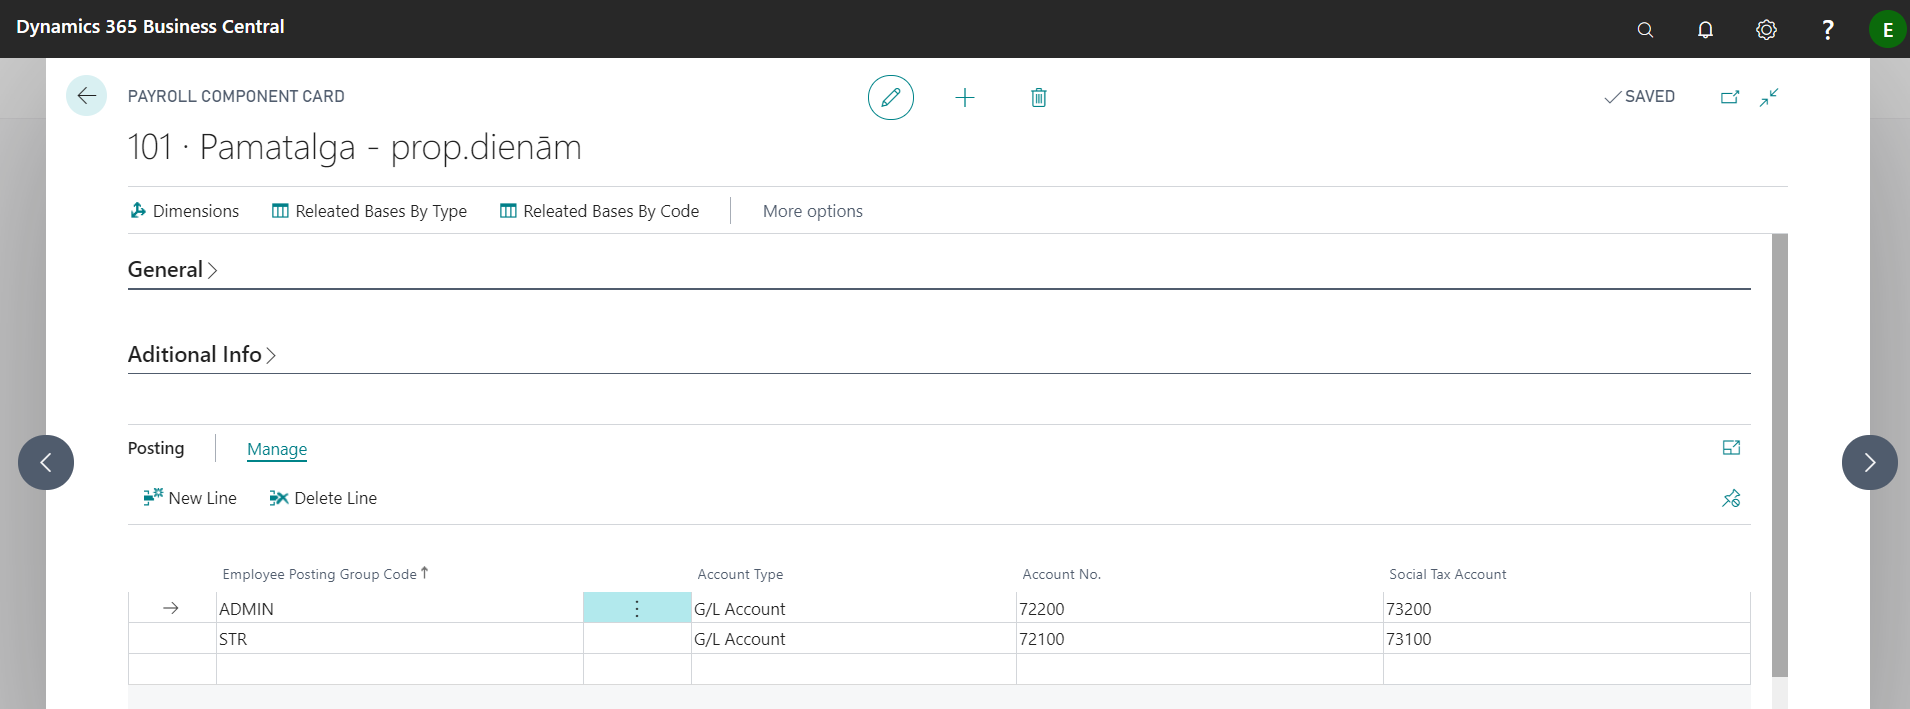 Dynamics 365 Business Central
E
PAYROLL COMPONENT CARD
SAVED
101 · Pamatalga - prop.dienām
Dimensions Releated Bases By Type Releated Bases By Code More options
General
Aditional Info
Posting Manage
New Line Delete Line
Employee Posting Group Code ↑ Account Type Account No. Social Tax Account
ADMIN G/L Account 72200 73200
STR G/L Account 72100 73100